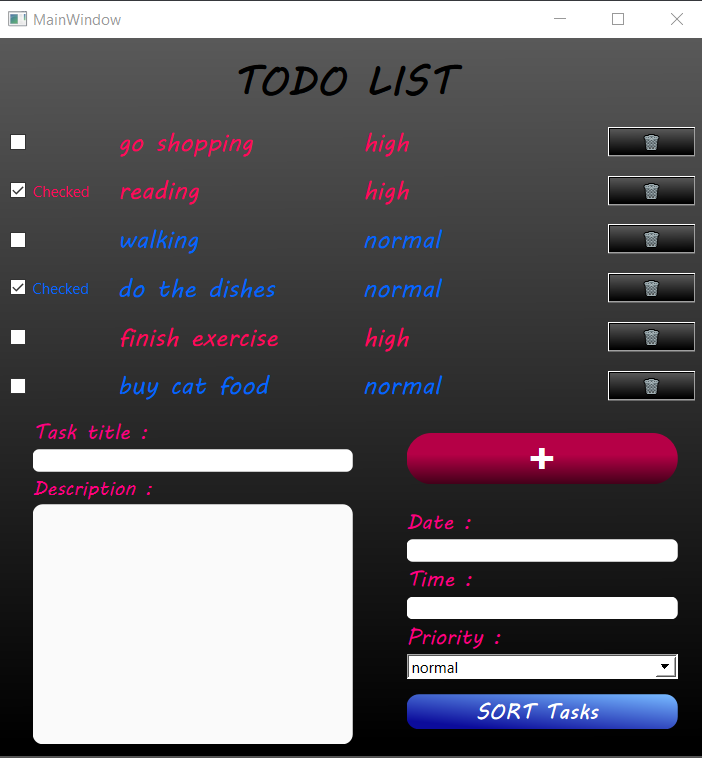 MainWindow
TODO LIST
go shopping high
Checked reading high
walking normal
Checked do the dishes normal
finish exercise high
buy cat food normal
Task title :
Description :
Date :
Time :
Priority :
normal
SORT Tasks